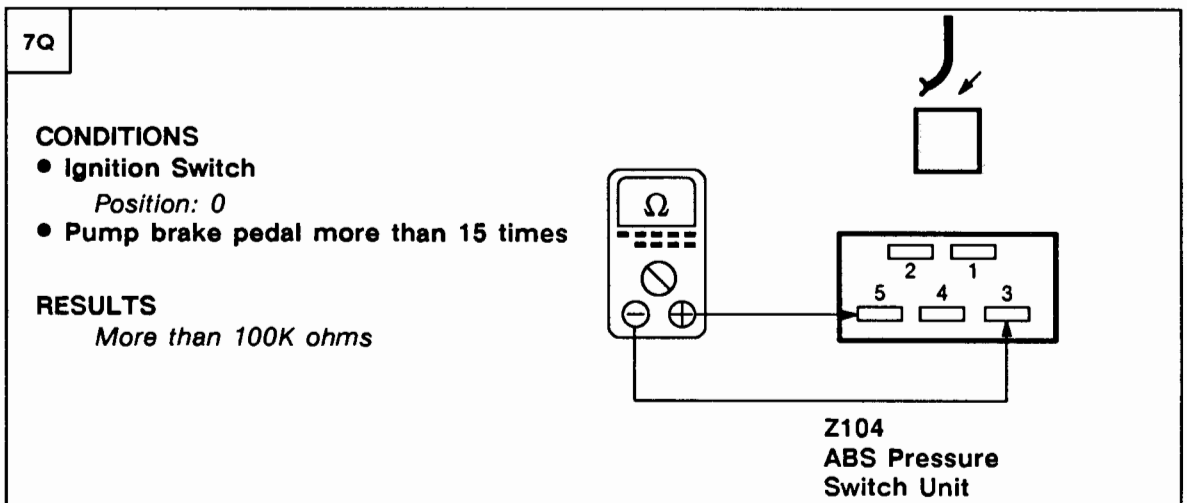 7Q
CONDITIONS
● Ignition Switch
Position: 0
● Pump brake pedal more than 15 times
RESULTS
More than 100K ohms
Ω
2 1
5 4 3
Z104
ABS Pressure
Switch Unit